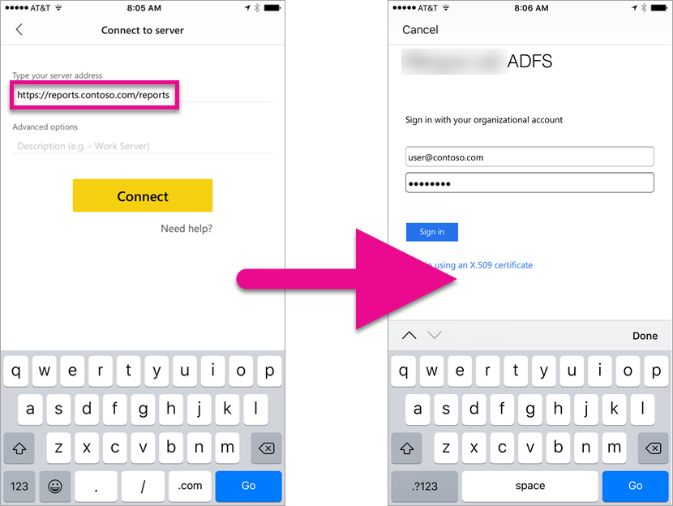 AT&T 8:05 AM
Connect to server
Type your server address
https://reports.contoso.com/reports
Advanced options
Description (e.g. - Work Server)
Connect
Need help?
q w e r t y u i o p
a s d f g h j k l
z x c v b n m
123 . / .com Go
AT&T 8:06 AM
Cancel
ADFS
Sign in with your organizational account
user@contoso.com
••••••••
Sign in
using an X.509 certificate
Done
q w e r t y u i o p
a s d f g h j k l
z x c v b n m
.?123 space Go